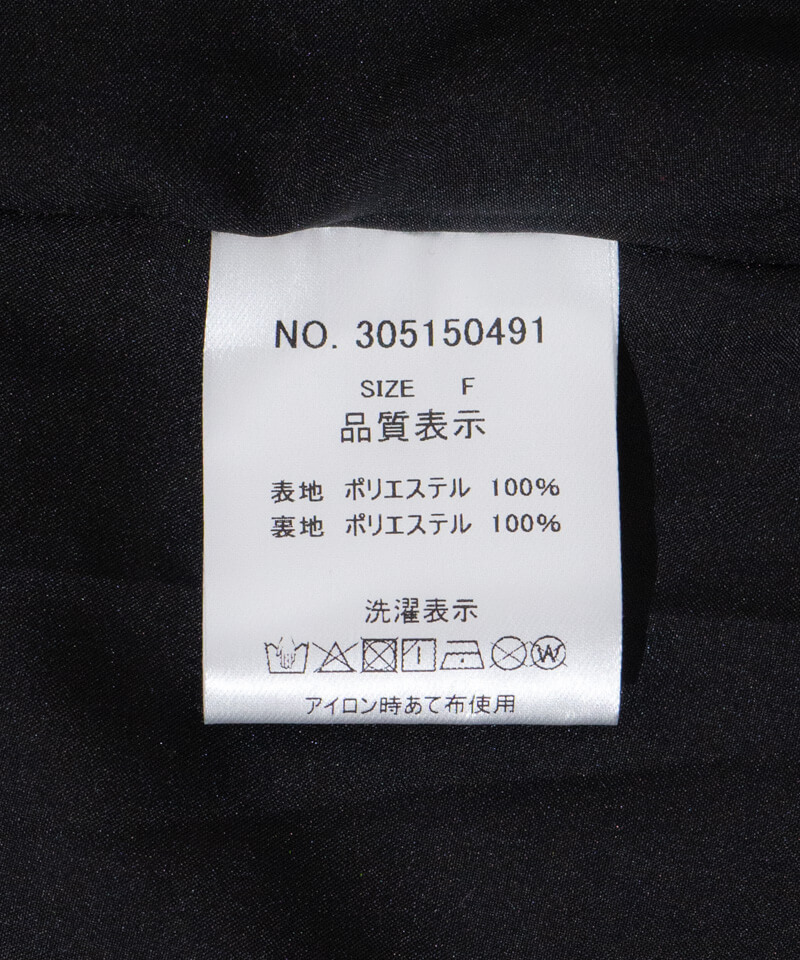 NO. 305150491
SIZE F
品質表示
表地 ポリエステル 100%
裏地 ポリエステル 100%
洗濯表示
W
アイロン時あて布使用